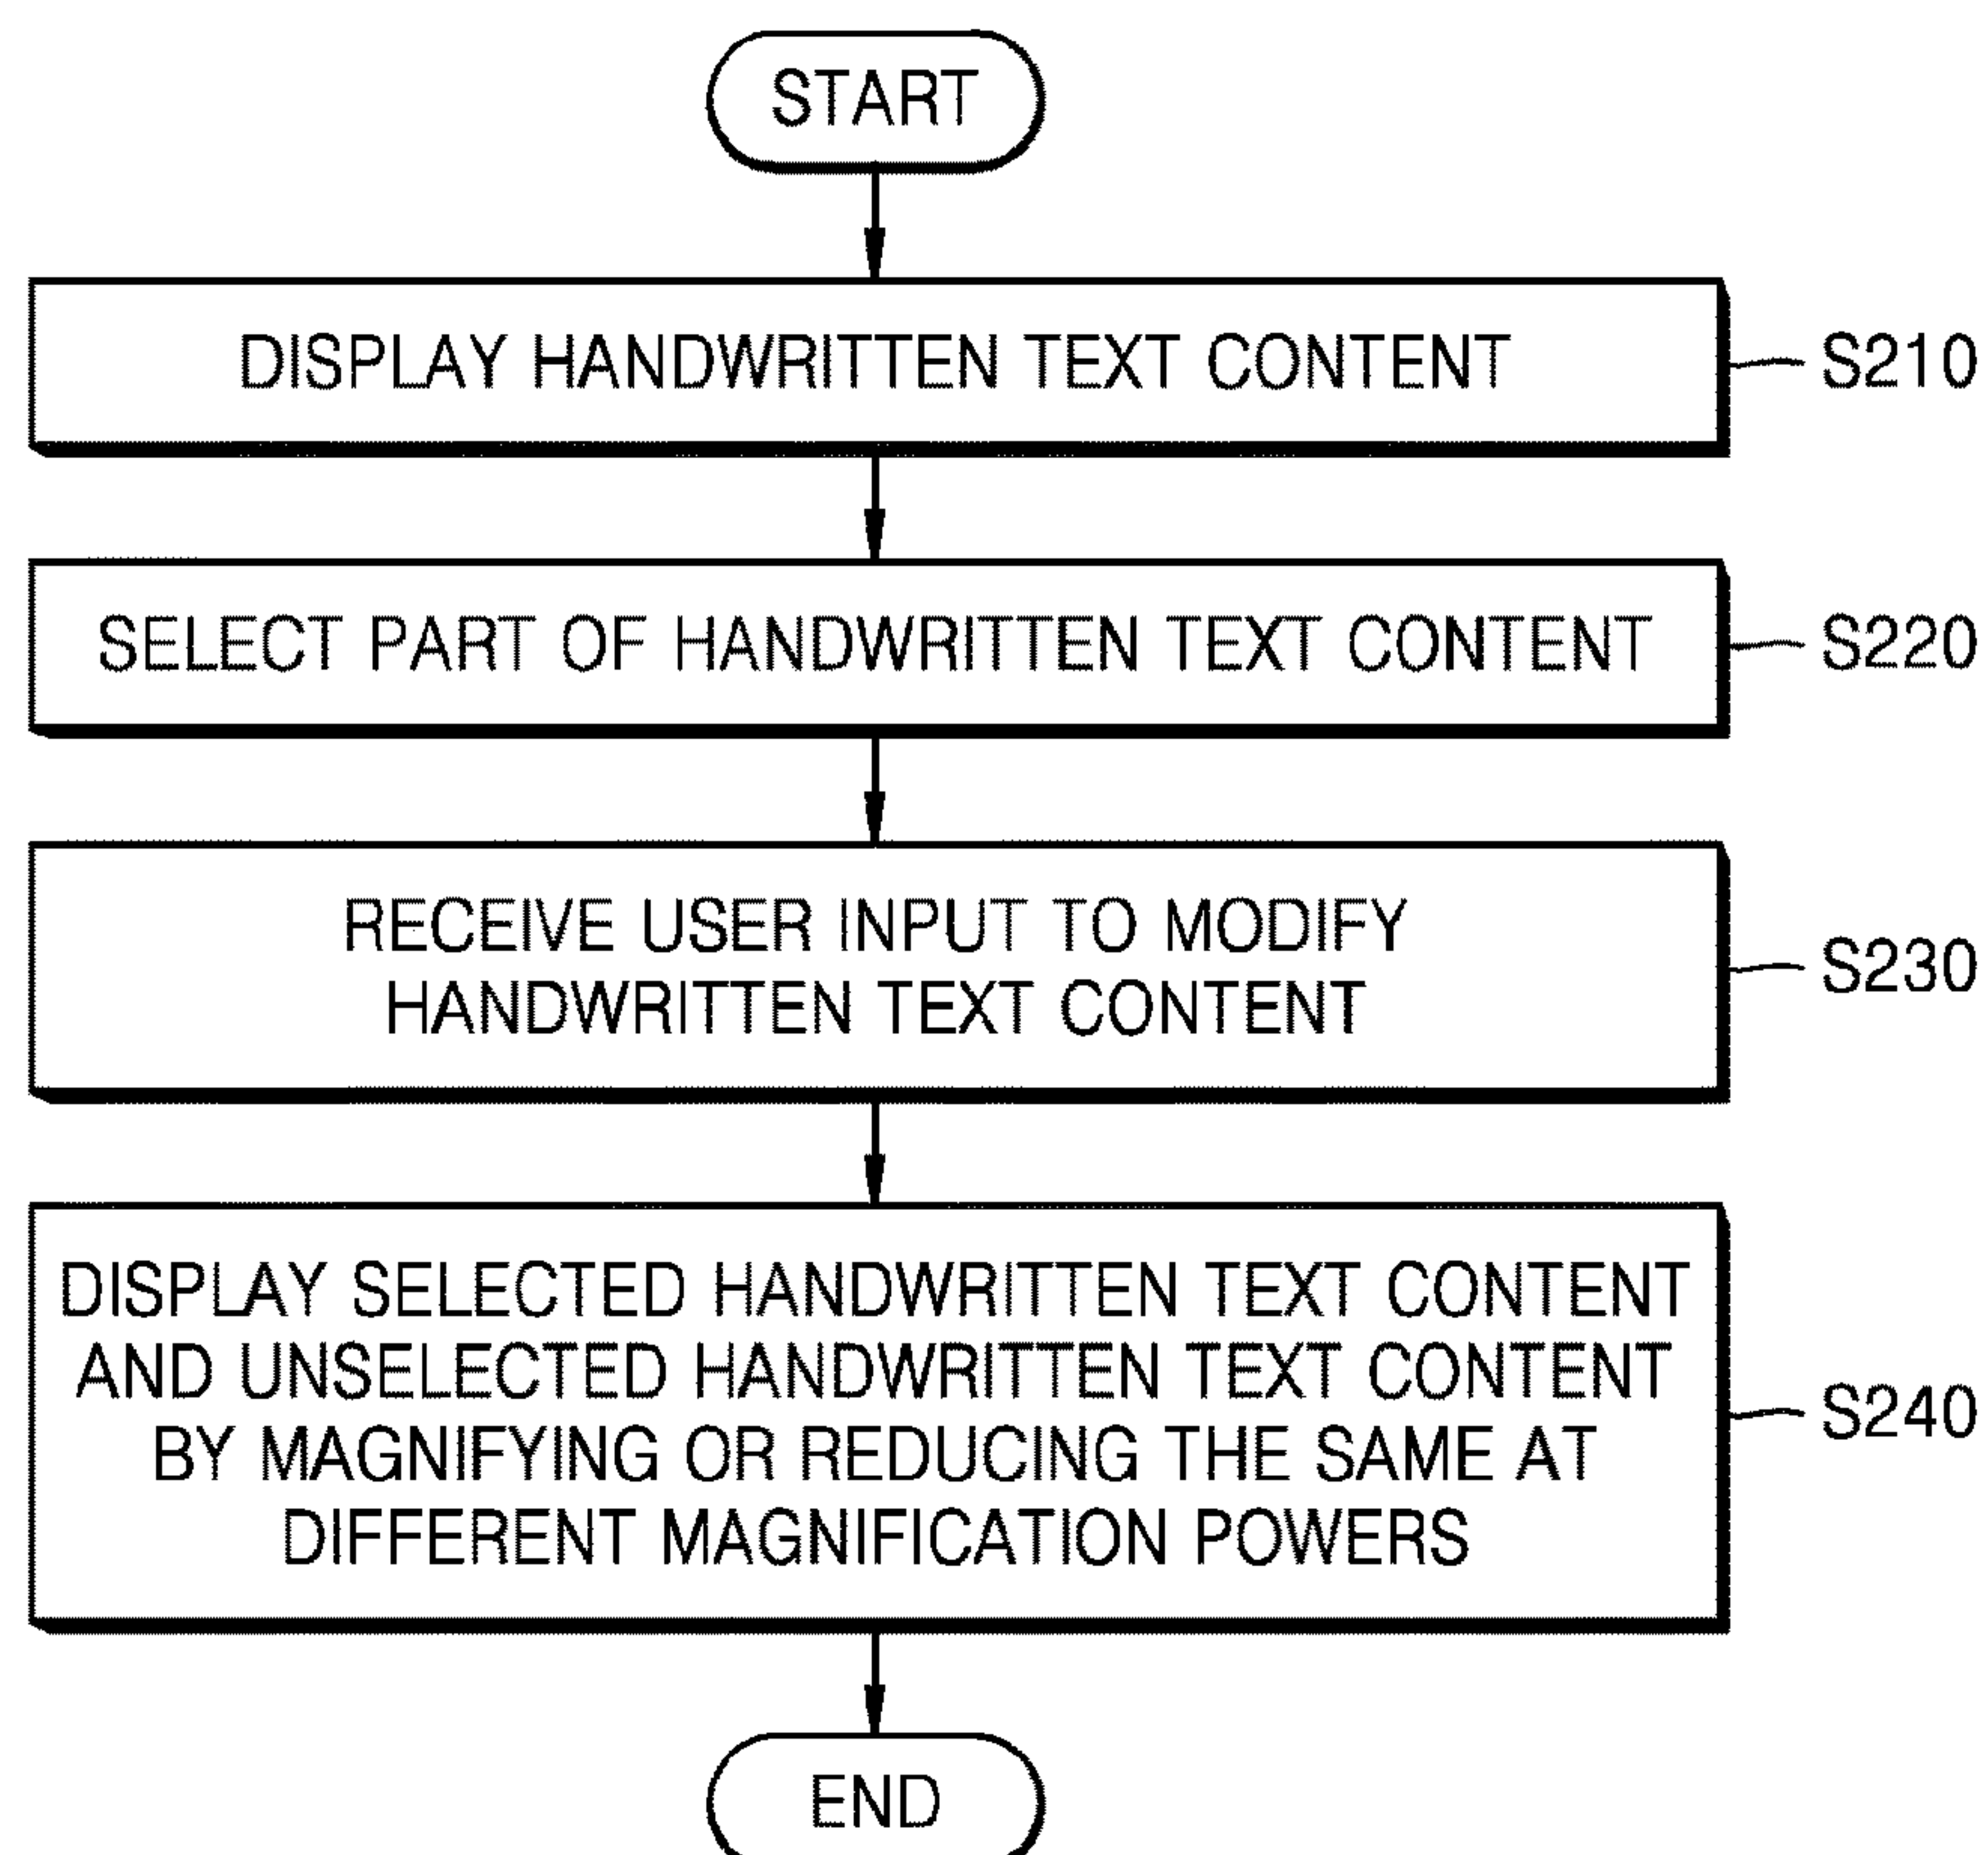 START
DISPLAY HANDWRITTEN TEXT CONTENT
S210
SELECT PART OF HANDWRITTEN TEXT CONTENT
S220
RECEIVE USER INPUT TO MODIFY
HANDWRITTEN TEXT CONTENT
S230
DISPLAY SELECTED HANDWRITTEN TEXT CONTENT
AND UNSELECTED HANDWRITTEN TEXT CONTENT
BY MAGNIFYING OR REDUCING THE SAME AT
DIFFERENT MAGNIFICATION POWERS
S240
END